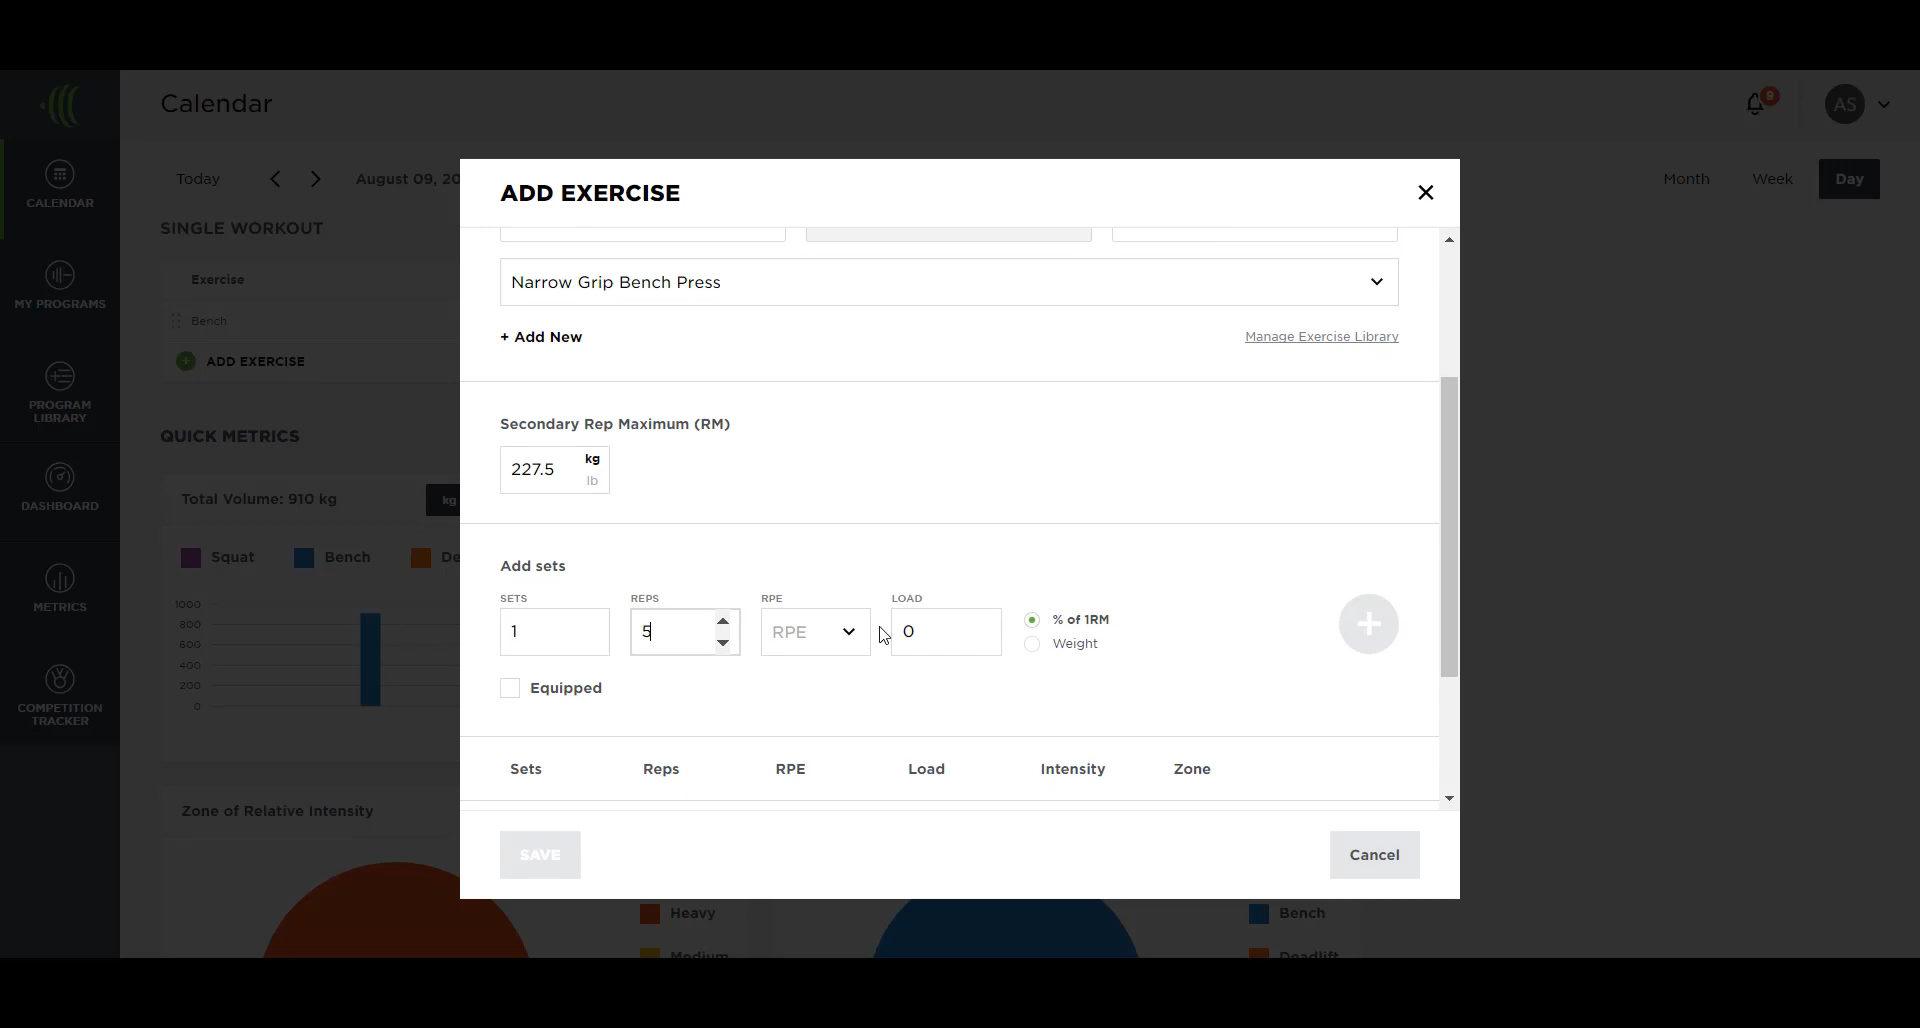 Calendar
9
AS
CALENDAR
MY PROGRAMS
PROGRAM
LIBRARY
DASHBOARD
METRICS
COMPETITION
TRACKER
Today
August 09, 20
Month
Week
Day
SINGLE WORKOUT
Exercise
Bench
ADD EXERCISE
QUICK METRICS
Total Volume: 910 kg
kg
Squat
Bench
De
1000
800
600
400
200
0
Zone of Relative Intensity
Heavy
Medium
Bench
Deadlift
ADD EXERCISE
Narrow Grip Bench Press
+ Add New
Manage Exercise Library
Secondary Rep Maximum (RM)
227.5
kg
lb
Add sets
SETS
REPS
RPE
LOAD
1
5
RPE
0
% of 1RM
Weight
Equipped
Sets
Reps
RPE
Load
Intensity
Zone
SAVE
Cancel